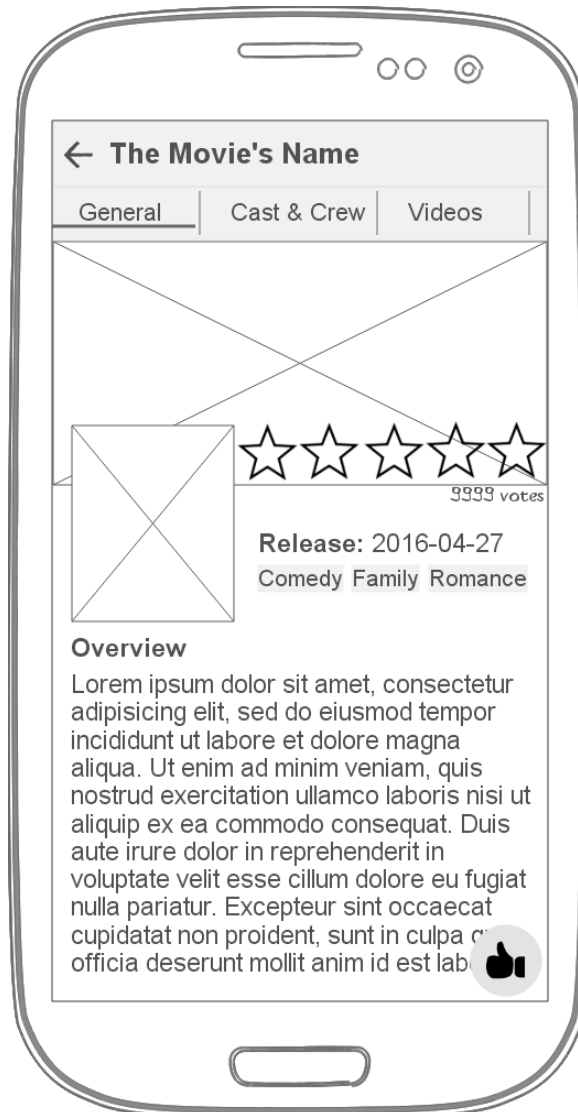 The Movie's Name
General Cast & Crew Videos
9999 votes
Release: 2016-04-27
Comedy Family Romance
Overview
Lorem ipsum dolor sit amet, consectetur
adipisicing elit, sed do eiusmod tempor
incididunt ut labore et dolore magna
aliqua. Ut enim ad minim veniam, quis
nostrud exercitation ullamco laboris nisi ut
aliquip ex ea commodo consequat. Duis
aute irure dolor in reprehenderit in
voluptate velit esse cillum dolore eu fugiat
nulla pariatur. Excepteur sint occaecat
cupidatat non proident, sunt in culpa
officia deserunt mollit anim id est